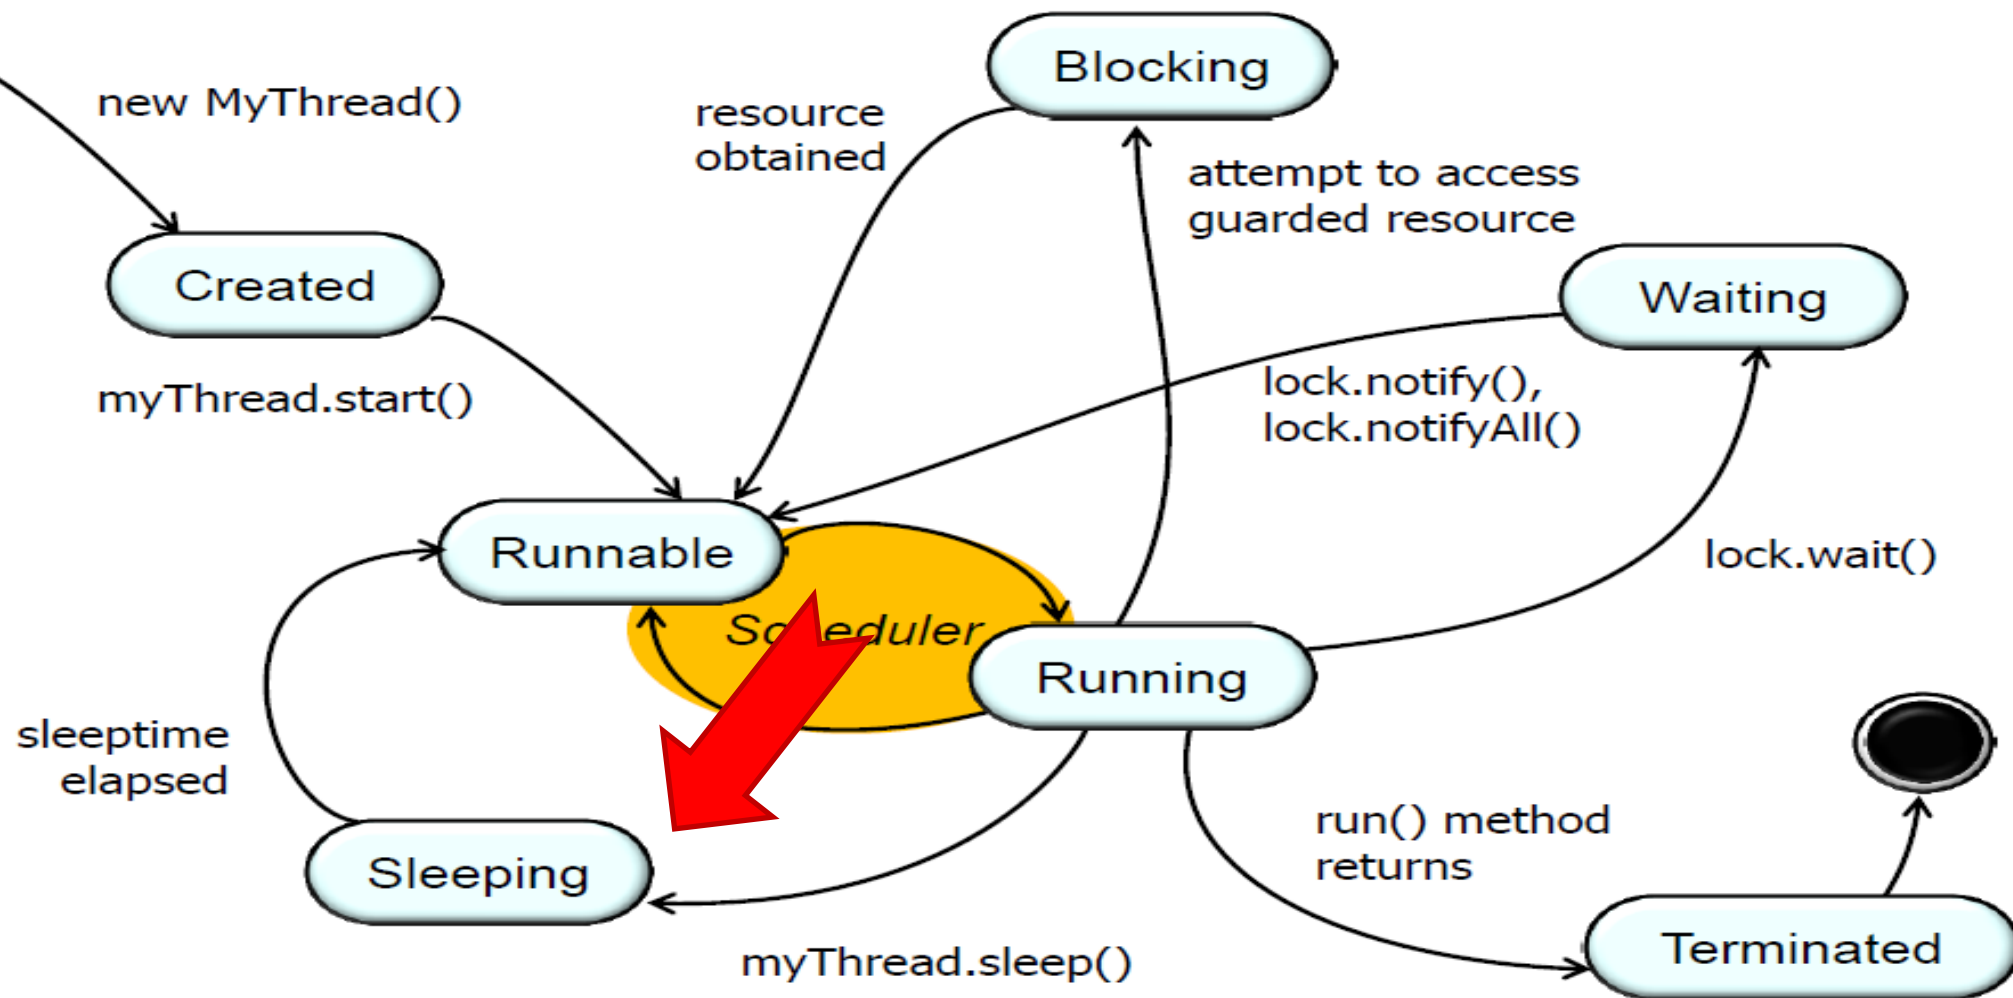 Blocking
new MyThread()
resource
obtained
attempt to access
guarded resource
Created
Waiting
myThread.start()
lock.notify(),
lock.notifyAll()
Runnable
lock.wait()
Scheduler
Running
sleeptime
elapsed
run() method
returns
Sleeping
Terminated
myThread.sleep()